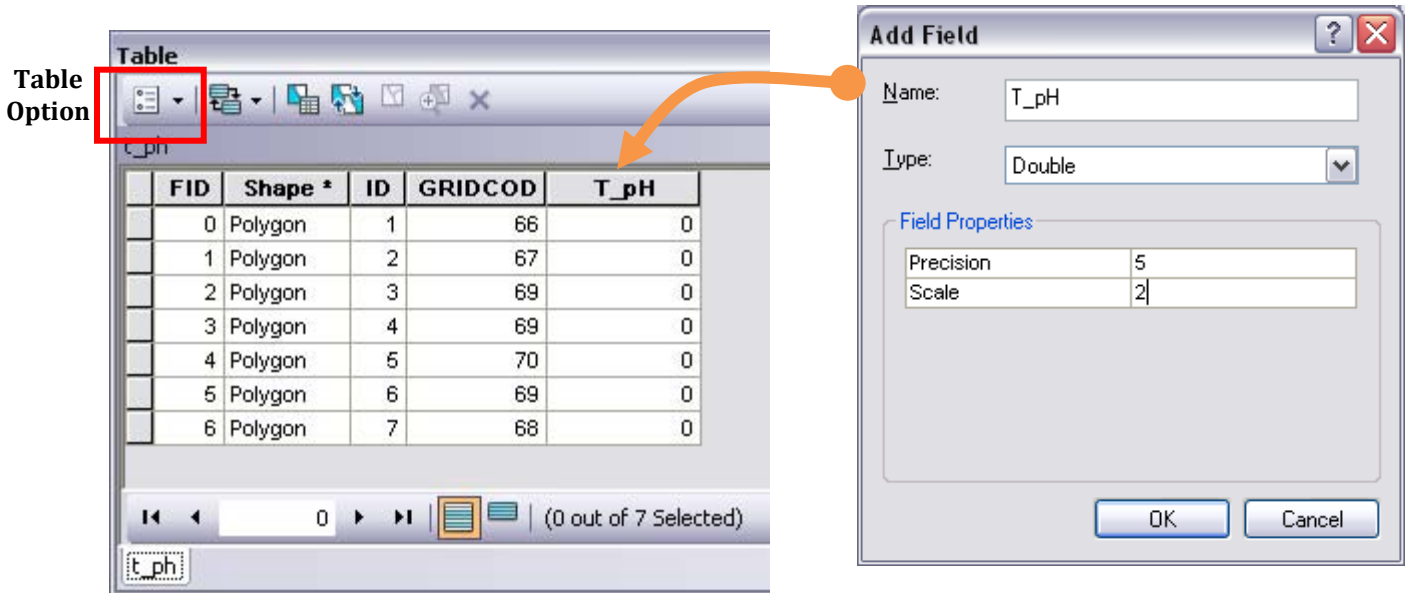 Table
Option
Table
t_ph
FID Shape * ID GRIDCOD T_pH
0 Polygon 1 66 0
1 Polygon 2 67 0
2 Polygon 3 69 0
3 Polygon 4 69 0
4 Polygon 5 70 0
5 Polygon 6 69 0
6 Polygon 7 68 0
0 (0 out of 7 Selected)
t_ph
Add Field
Name: T_pH
Type: Double
Field Properties
Precision 5
Scale 2
OK Cancel